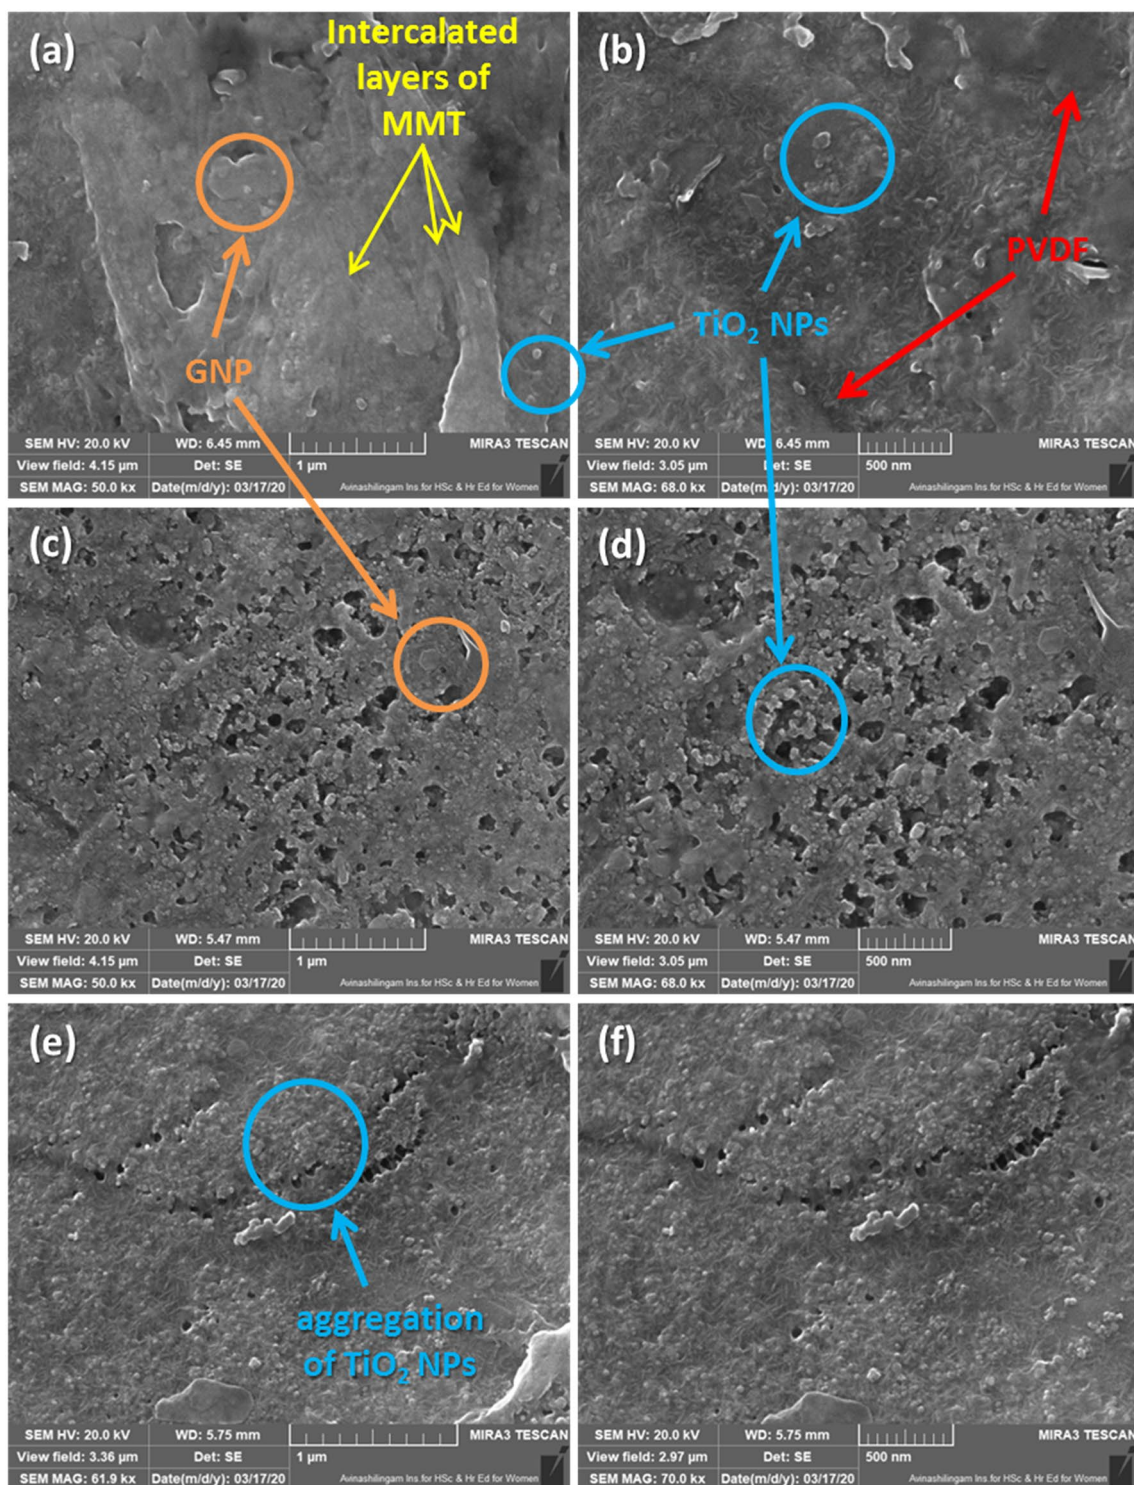 (a)
Intercalated
layers of
MMT
GNP
SEM HV: 20.0 kV WD: 6.45 mm MIRA3 TESCAN
View field: 4.15 µm Det: SE 1 µm
SEM MAG: 50.0 kx Date(m/d/y): 03/17/20 Avinashilingam Ins.for HSc & Hr Ed for Women
(b)
PVDF
TiO₂ NPs
SEM HV: 20.0 kV WD: 6.45 mm MIRA3 TESCAN
View field: 3.05 µm Det: SE 500 nm
SEM MAG: 68.0 kx Date(m/d/y): 03/17/20 Avinashilingam Ins.for HSc & Hr Ed for Women
(c)
SEM HV: 20.0 kV WD: 5.47 mm MIRA3 TESCAN
View field: 4.15 µm Det: SE 1 µm
SEM MAG: 50.0 kx Date(m/d/y): 03/17/20 Avinashilingam Ins.for HSc & Hr Ed for Women
(d)
SEM HV: 20.0 kV WD: 5.47 mm MIRA3 TESCAN
View field: 3.05 µm Det: SE 500 nm
SEM MAG: 68.0 kx Date(m/d/y): 03/17/20 Avinashilingam Ins.for HSc & Hr Ed for Women
(e)
aggregation
of TiO₂ NPs
SEM HV: 20.0 kV WD: 5.75 mm MIRA3 TESCAN
View field: 3.36 µm Det: SE 1 µm
SEM MAG: 61.9 kx Date(m/d/y): 03/17/20 Avinashilingam Ins.for HSc & Hr Ed for Women
(f)
SEM HV: 20.0 kV WD: 5.75 mm MIRA3 TESCAN
View field: 2.97 µm Det: SE 500 nm
SEM MAG: 70.0 kx Date(m/d/y): 03/17/20 Avinashilingam Ins.for HSc & Hr Ed for Women